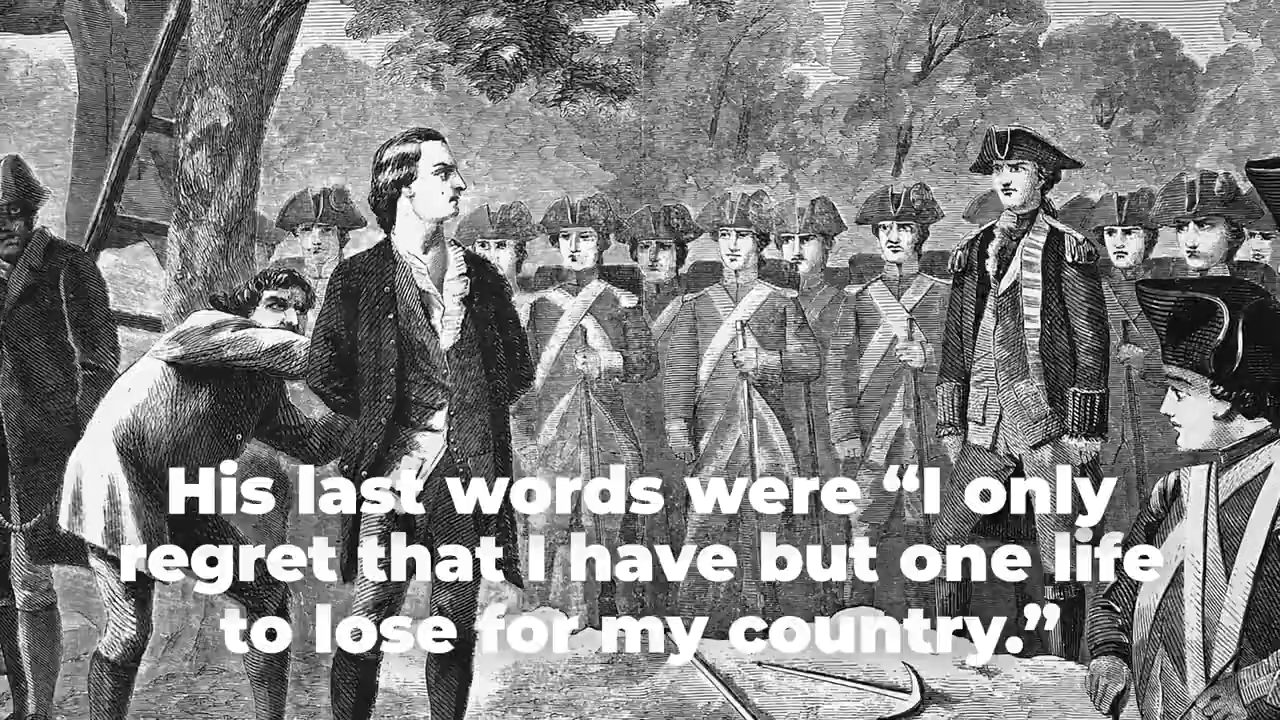 His last words were “I only
regret that I have but one life
to lose for my country.”